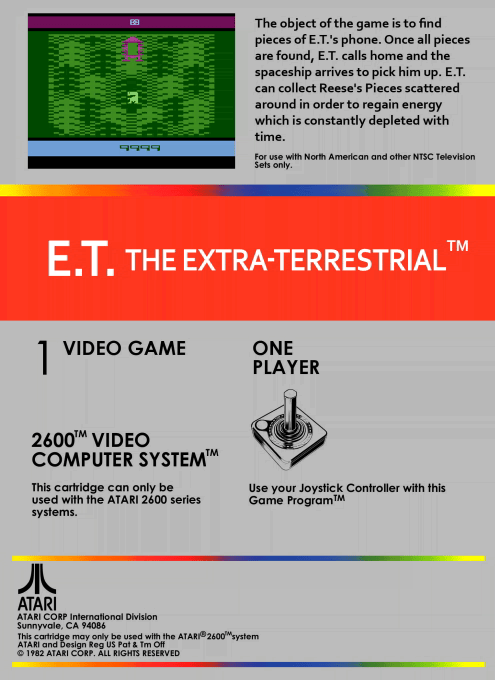 The object of the game is to find
pieces of E.T.'s phone. Once all pieces
are found, E.T. calls home and the
spaceship arrives to pick him up. E.T.
can collect Reese's Pieces scattered
around in order to regain energy
which is constantly depleted with
time.
For use with North American and other NTSC Television
Sets only.
9999
E.T. THE EXTRA-TERRESTRIAL™
1 VIDEO GAME
ONE
PLAYER
2600™ VIDEO
COMPUTER SYSTEM™
This cartridge can only be
used with the ATARI 2600 series
systems.
Use your Joystick Controller with this
Game Program™
ATARI
ATARI CORP International Division
Sunnyvale, CA 94086
This cartridge may only be used with the ATARI® 2600™system
ATARI and Design Reg US Pat & Tm Off
© 1982 ATARI CORP. ALL RIGHTS RESERVED